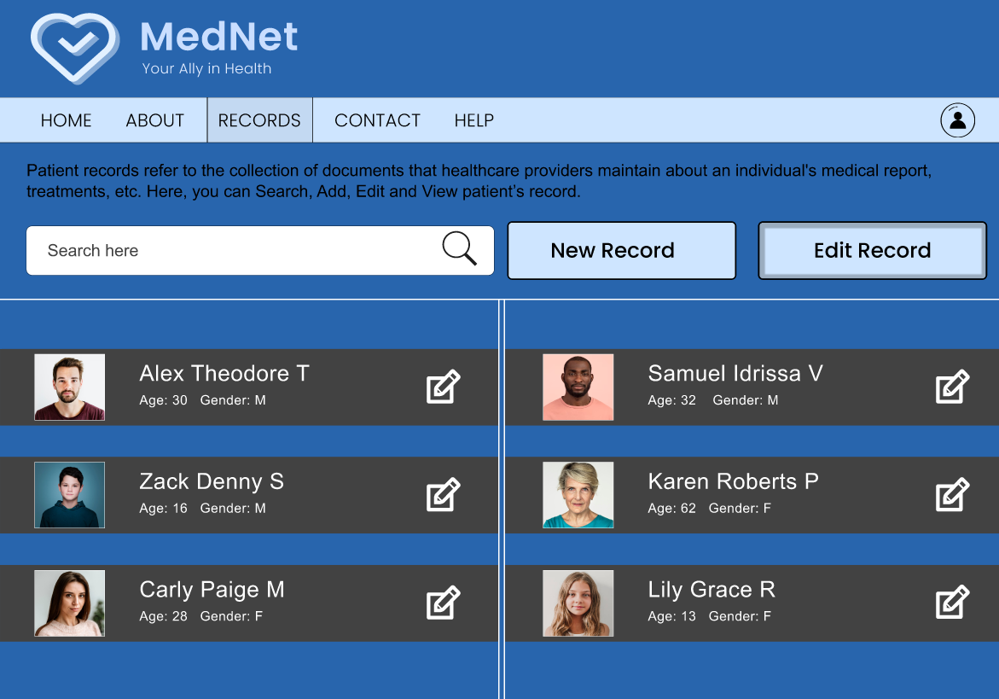 MedNet
Your Ally in Health
HOME ABOUT RECORDS CONTACT HELP
Patient records refer to the collection of documents that healthcare providers maintain about an individual's medical report,
treatments, etc. Here, you can Search, Add, Edit and View patient’s record.
Search here
New Record
Edit Record
Alex Theodore T
Age: 30 Gender: M
Samuel Idrissa V
Age: 32 Gender: M
Zack Denny S
Age: 16 Gender: M
Karen Roberts P
Age: 62 Gender: F
Carly Paige M
Age: 28 Gender: F
Lily Grace R
Age: 13 Gender: F